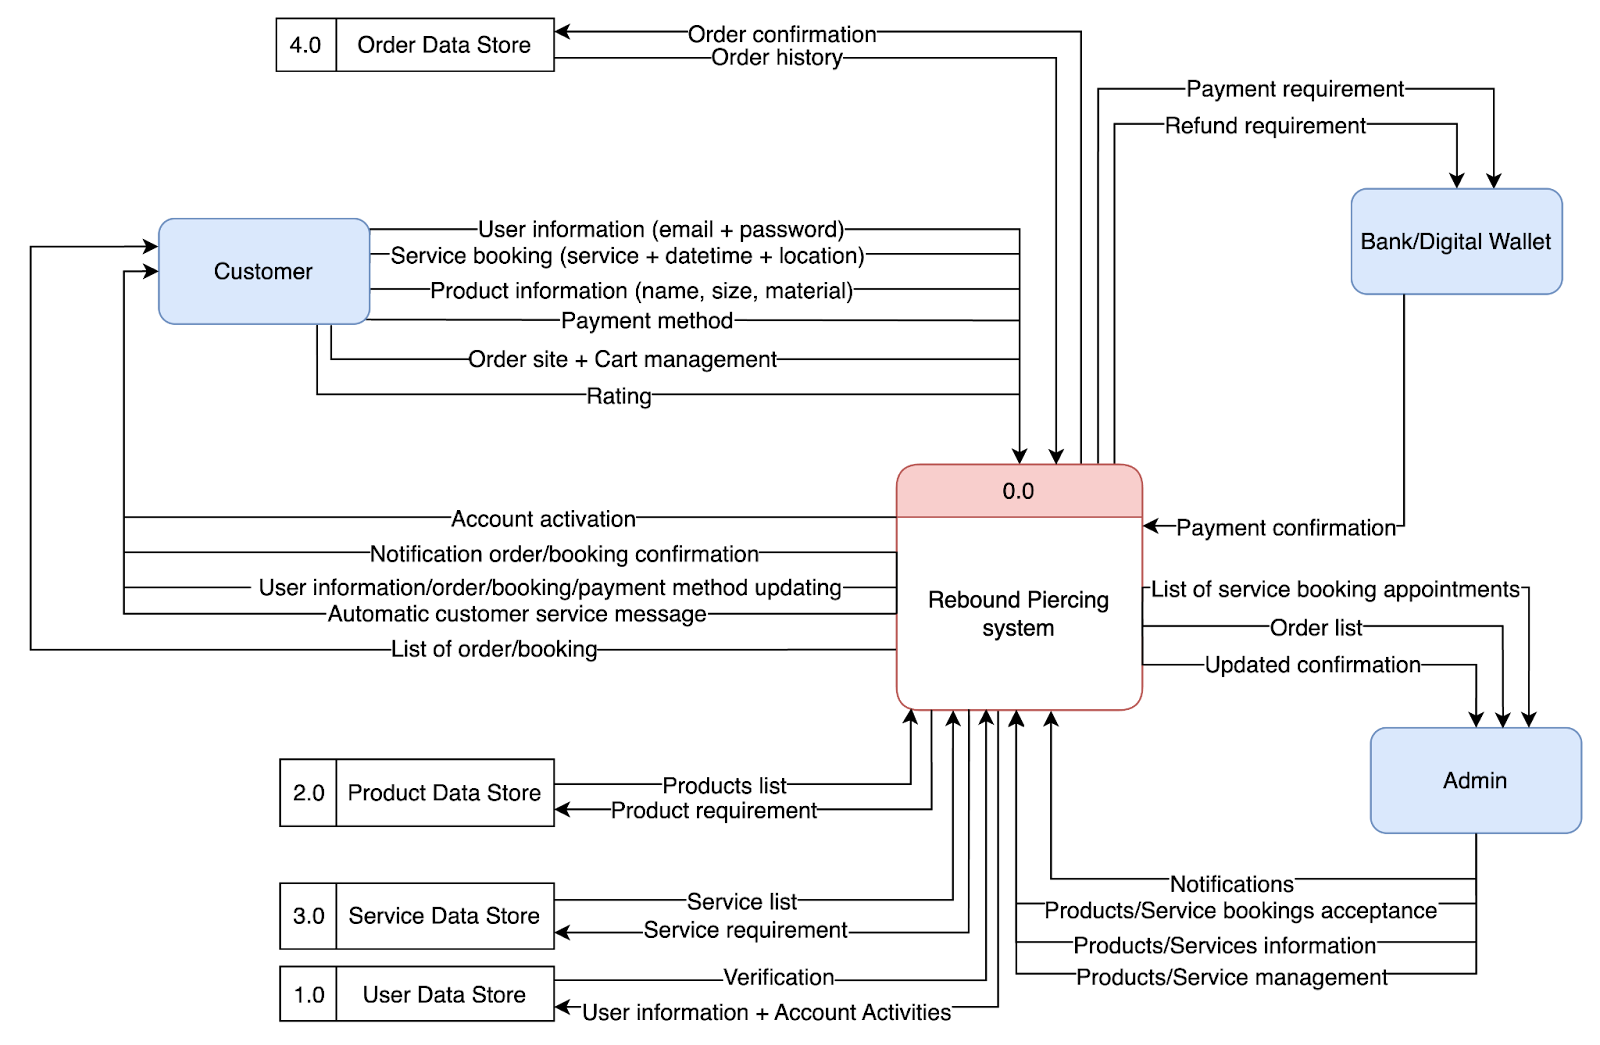 4.0
Order Data Store
Order confirmation
Order history
Payment requirement
Refund requirement
Bank/Digital Wallet
Customer
User information (email + password)
Service booking (service + datetime + location)
Product information (name, size, material)
Payment method
Order site + Cart management
Rating
0.0
Rebound Piercing
system
Account activation
Notification order/booking confirmation
User information/order/booking/payment method updating
Automatic customer service message
List of order/booking
Payment confirmation
List of service booking appointments
Order list
Updated confirmation
Admin
2.0
Product Data Store
Products list
Product requirement
3.0
Service Data Store
Service list
Service requirement
1.0
User Data Store
Verification
User information + Account Activities
Notifications
Products/Service bookings acceptance
Products/Services information
Products/Service management